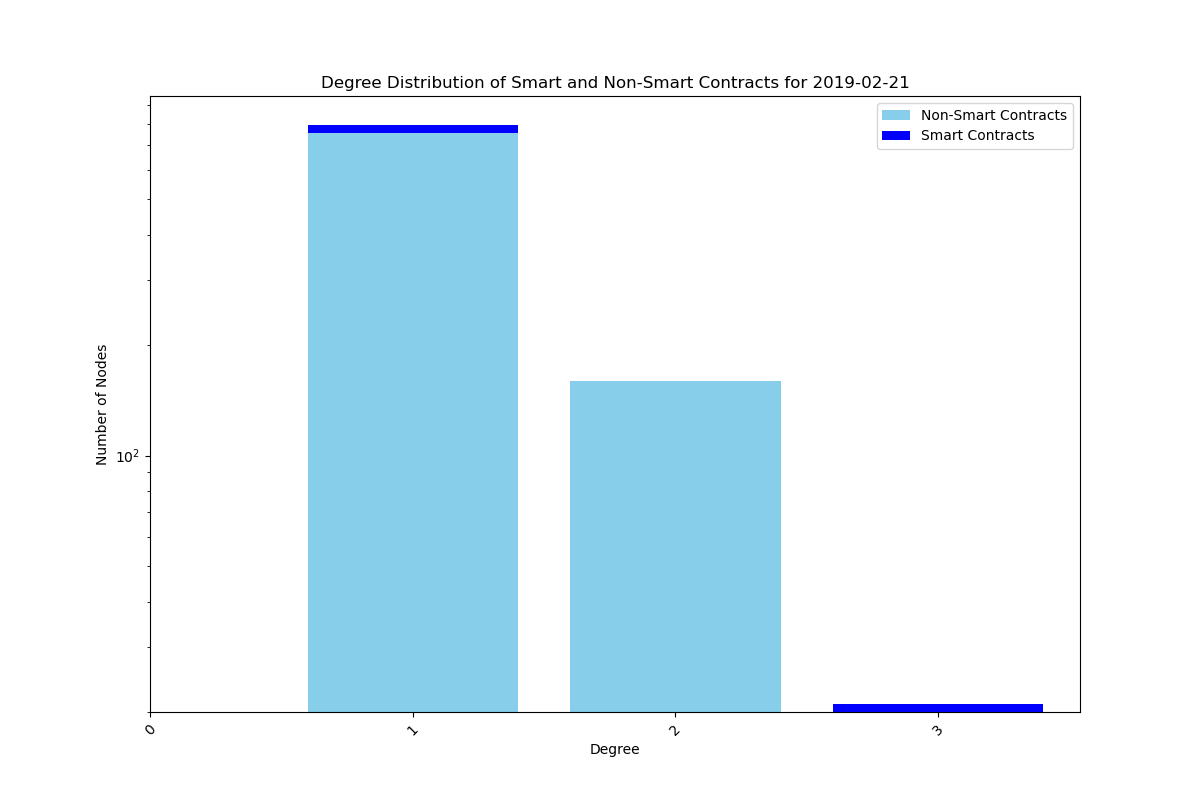 Degree Distribution of Smart and Non-Smart Contracts for 2019-02-21
Non-Smart Contracts
Smart Contracts
Number of Nodes
10²
0 1 2 3
Degree